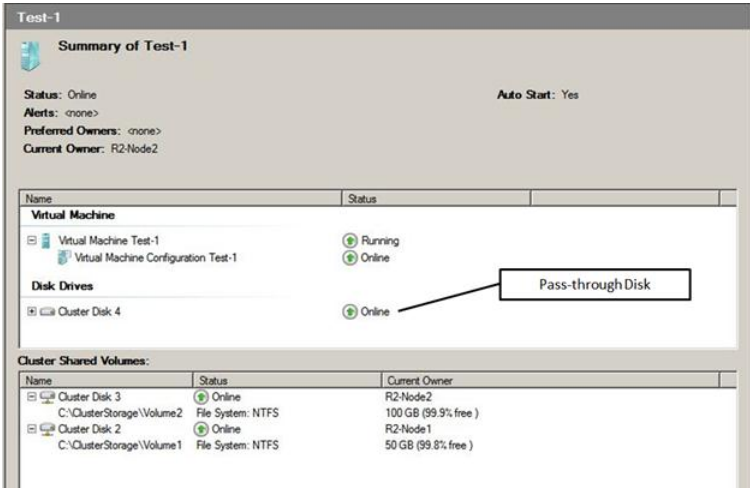 Test-1
Summary of Test-1
Status: Online
Auto Start: Yes
Alerts: <none>
Preferred Owners: <none>
Current Owner: R2-Node2
Name Status
Virtual Machine
Virtual Machine Test-1 Running
Virtual Machine Configuration Test-1 Online
Disk Drives
Pass-through Disk
Cluster Disk 4 Online
Cluster Shared Volumes:
Name Status Current Owner
Cluster Disk 3 Online R2-Node2
C:\ClusterStorage\Volume2 File System: NTFS 100 GB (99.9% free )
Cluster Disk 2 Online R2-Node1
C:\ClusterStorage\Volume1 File System: NTFS 50 GB (99.8% free )